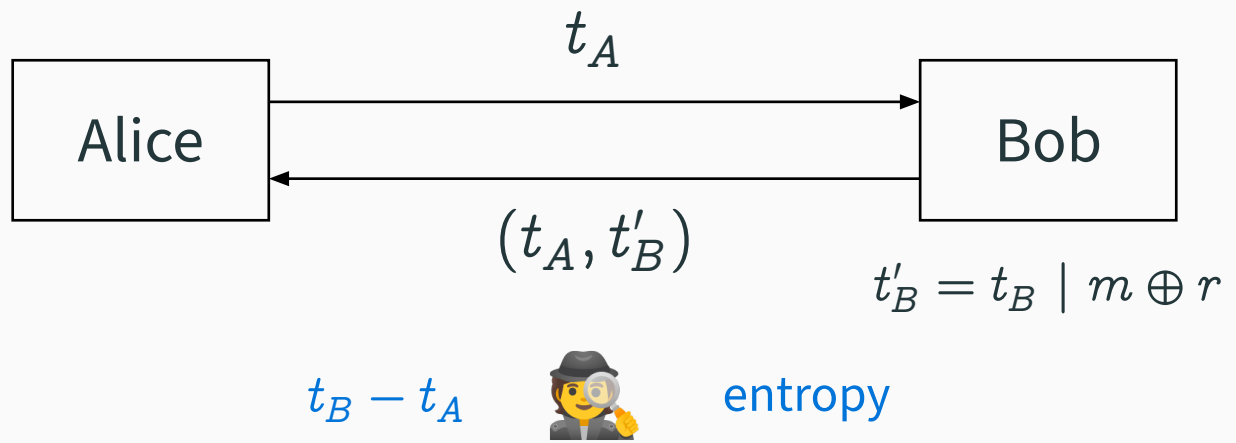 t_A
Alice
Bob
(t_A, t'_B)
t'_B = t_B | m ⊕ r
t_B − t_A
entropy